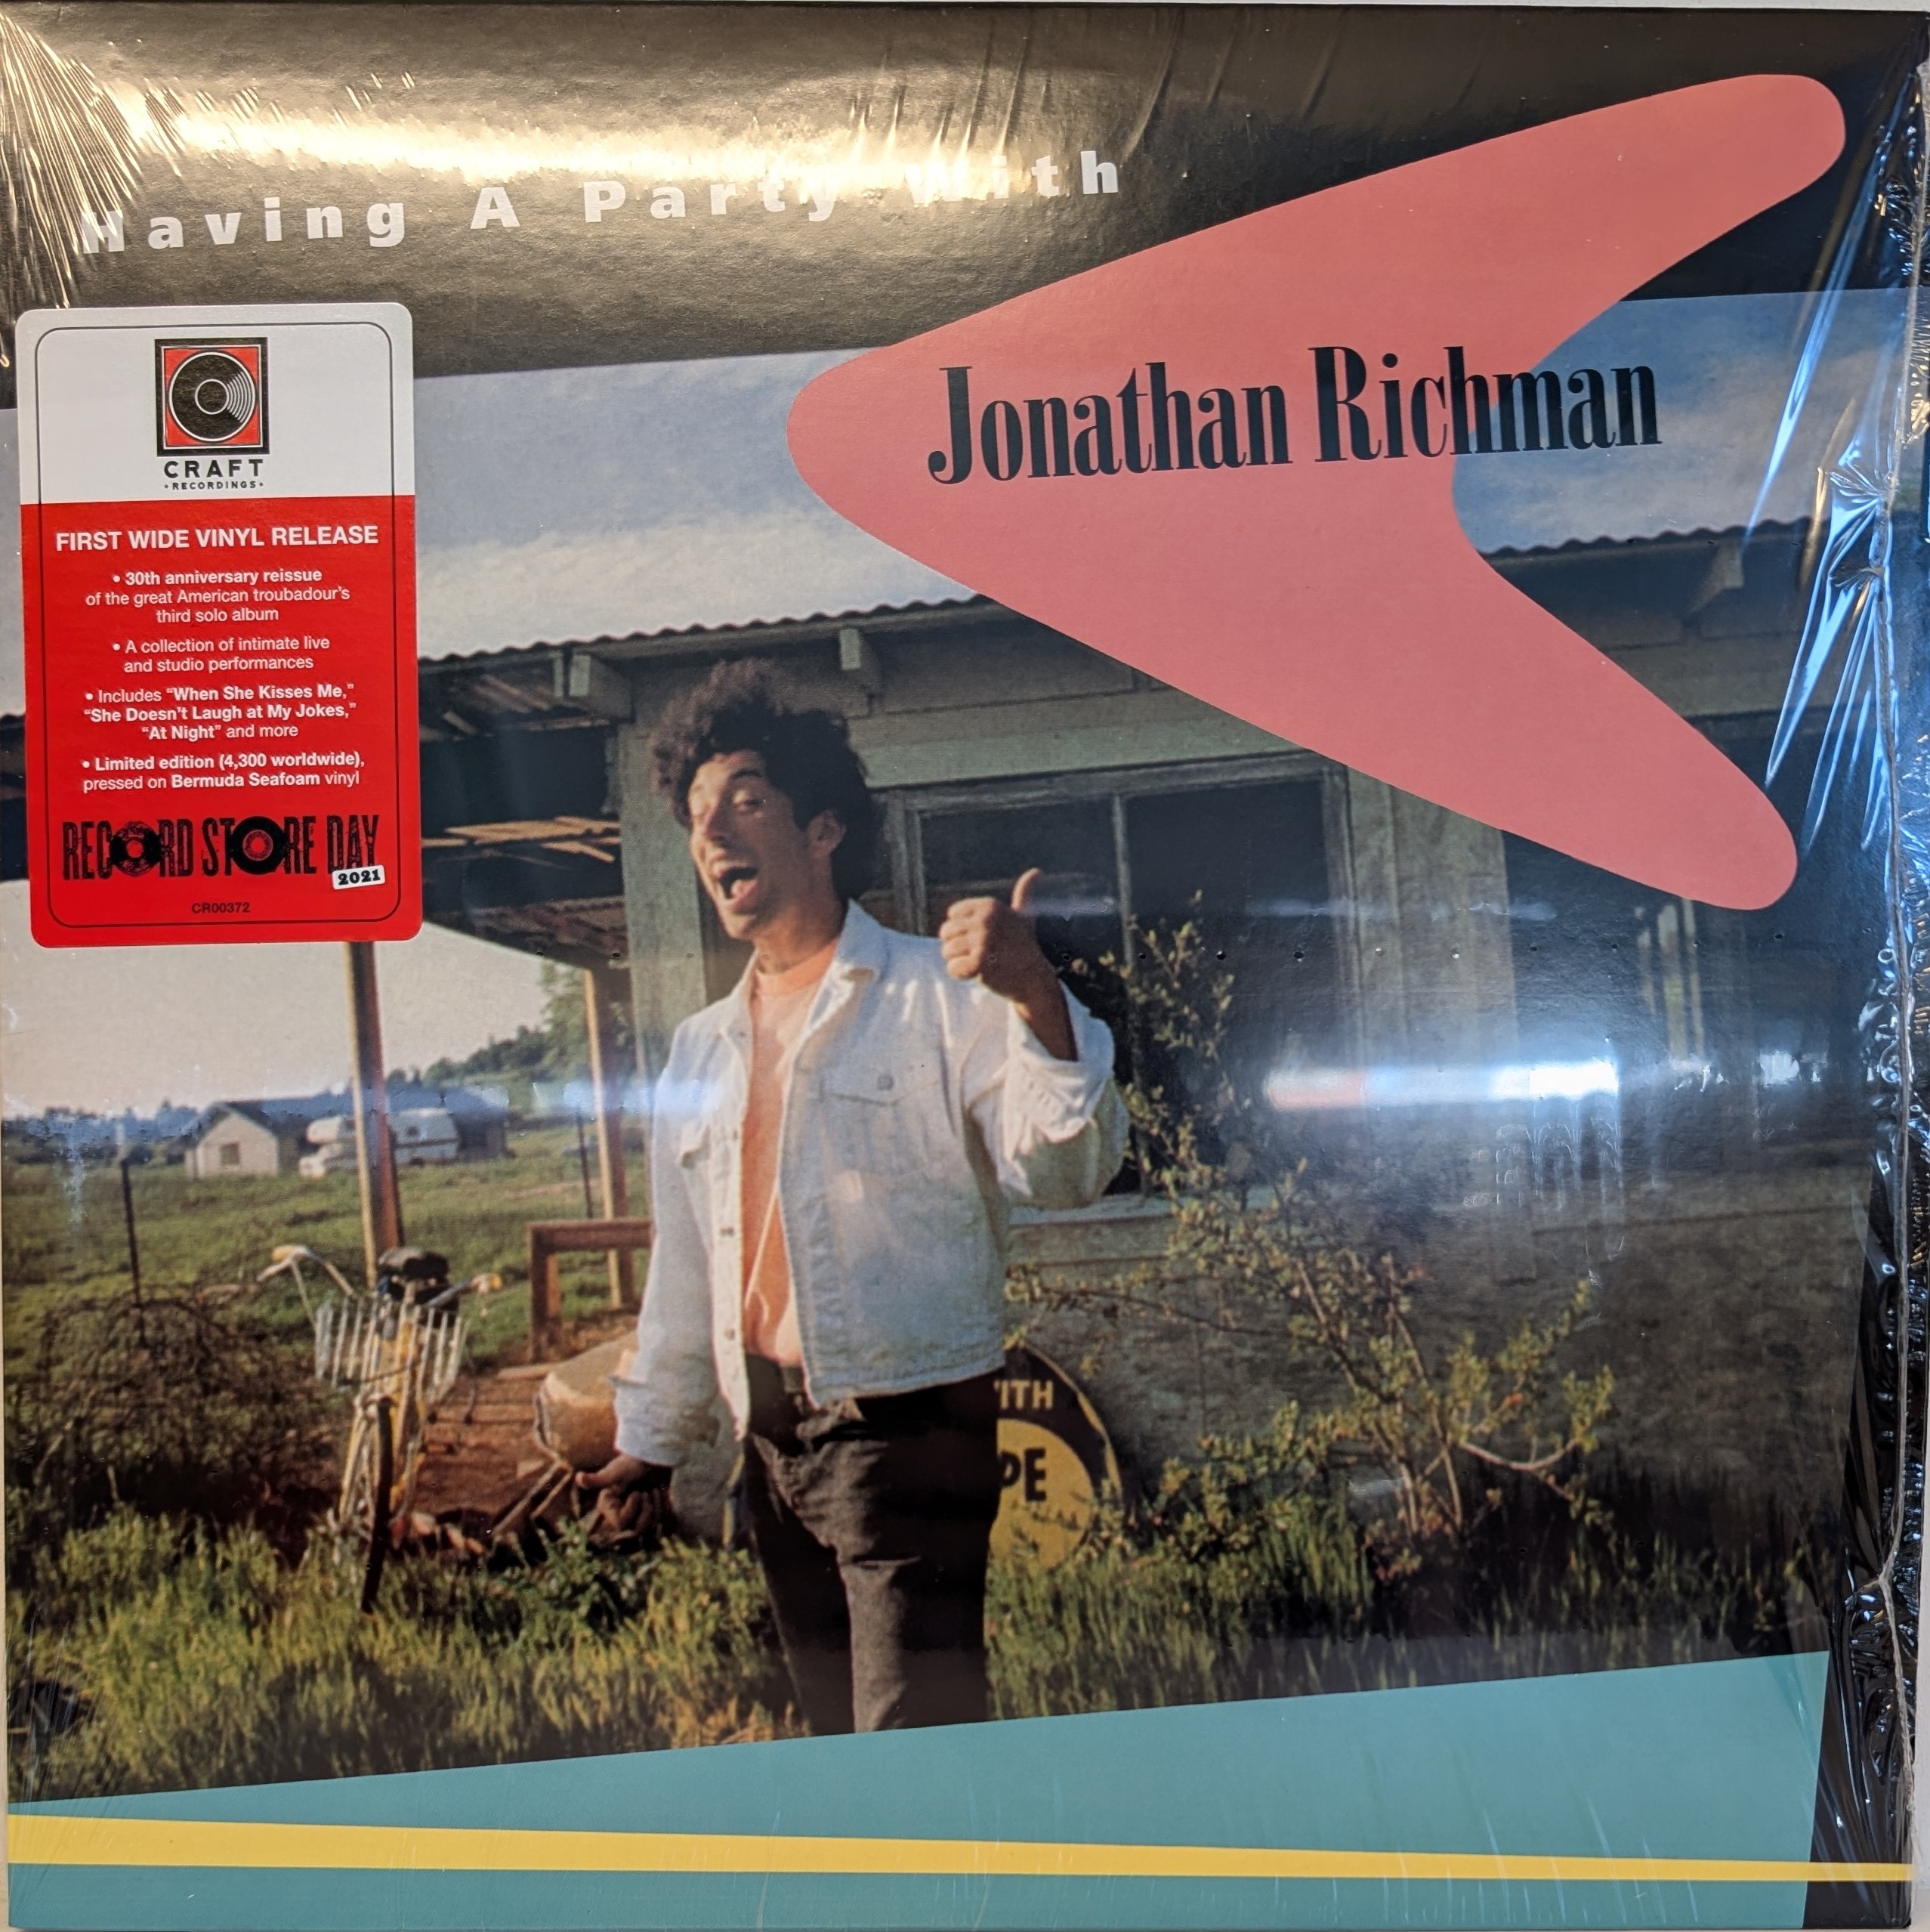 Having A Party With
Jonathan Richman
CRAFT
• RECORDINGS •
FIRST WIDE VINYL RELEASE
• 30th anniversary reissue
of the great American troubadour's
third solo album
• A collection of intimate live
and studio performances
• Includes "When She Kisses Me,"
"She Doesn't Laugh at My Jokes,"
"At Night" and more
• Limited edition (4,300 worldwide),
pressed on Bermuda Seafoam vinyl
RECORD STORE DAY
2021
CR00372
ITH
PE